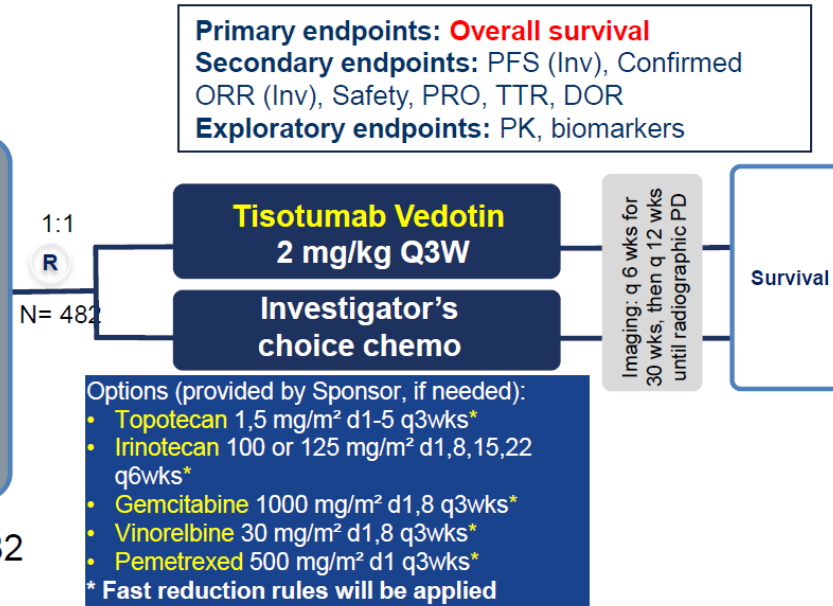 Primary endpoints: Overall survival
Secondary endpoints: PFS (Inv), Confirmed
ORR (Inv), Safety, PRO, TTR, DOR
Exploratory endpoints: PK, biomarkers
1:1
R
N= 482
Tisotumab Vedotin
2 mg/kg Q3W
Investigator's
choice chemo
Imaging: q 6 wks for
30 wks, then q 12 wks
until radiographic PD
Survival
Options (provided by Sponsor, if needed):
• Topotecan 1,5 mg/m² d1-5 q3wks*
• Irinotecan 100 or 125 mg/m² d1,8,15,22
q6wks*
• Gemcitabine 1000 mg/m² d1,8 q3wks*
• Vinorelbine 30 mg/m² d1,8 q3wks*
• Pemetrexed 500 mg/m² d1 q3wks*
* Fast reduction rules will be applied